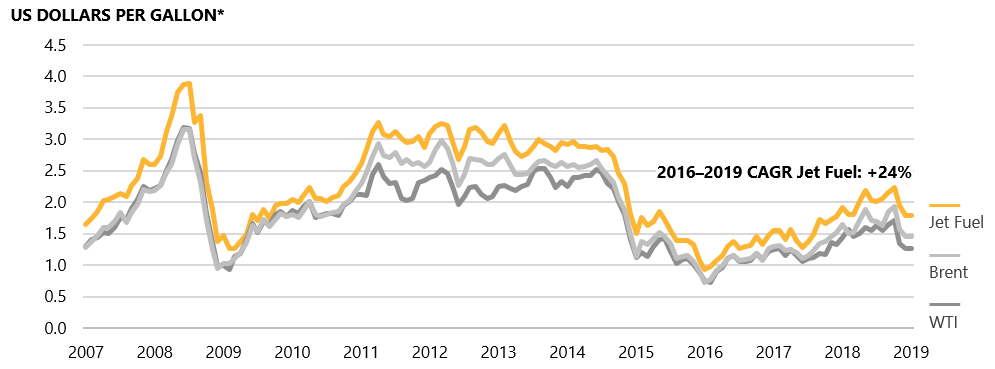 US DOLLARS PER GALLON*
4.5
4.0
3.5
3.0
2.5
2.0
1.5
1.0
0.5
0.0
2016–2019 CAGR Jet Fuel: +24%
Jet Fuel
Brent
WTI
2007 2008 2009 2010 2011 2012 2013 2014 2015 2016 2017 2018 2019